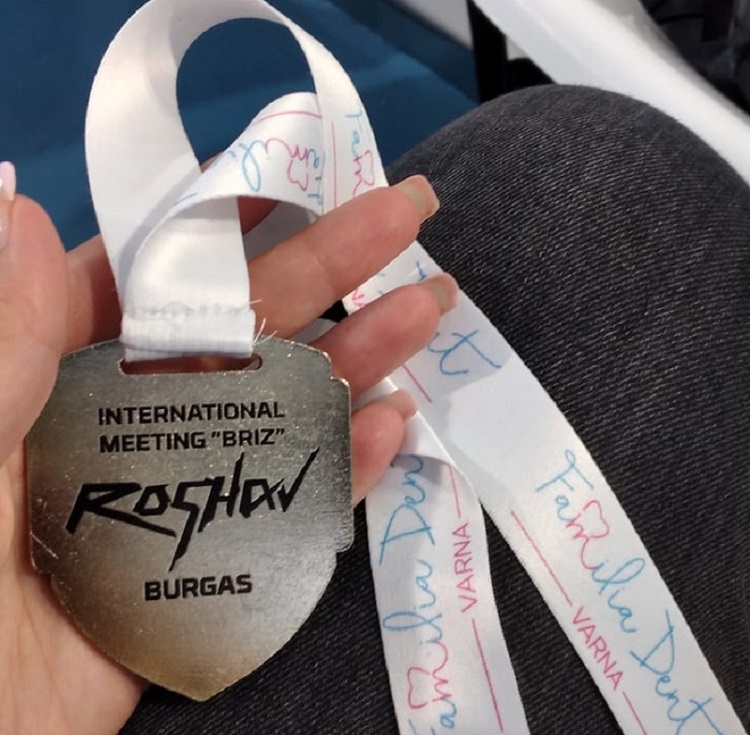 INTERNATIONAL
MEETING "BRIZ"
ROSHAV
BURGAS
Familia Dent
VARNA
Familia Dent
VARNA